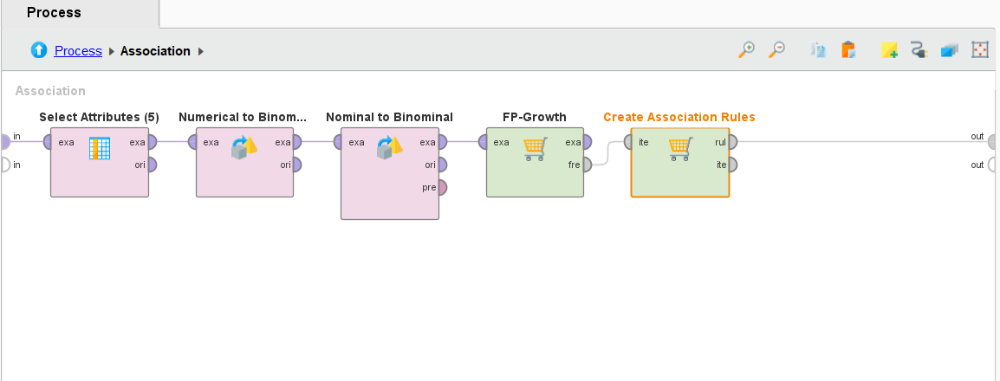 Process
Process Association
Association
Select Attributes (5) Numerical to Binom... Nominal to Binominal FP-Growth Create Association Rules
in exa exa exa exa exa exa exa exa ite rul out
in ori ori ori fre ite out
pre